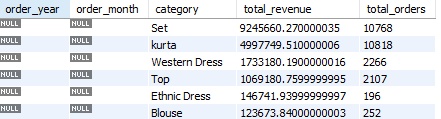 order_year order_month category total_revenue total_orders
NULL NULL Set 9245660.270000035 10768
NULL NULL kurta 4997749.510000006 10818
NULL NULL Western Dress 1733180.190000016 2266
NULL NULL Top 1069180.7599999995 2107
NULL NULL Ethnic Dress 146741.93999999997 196
NULL NULL Blouse 123673.84000000003 252